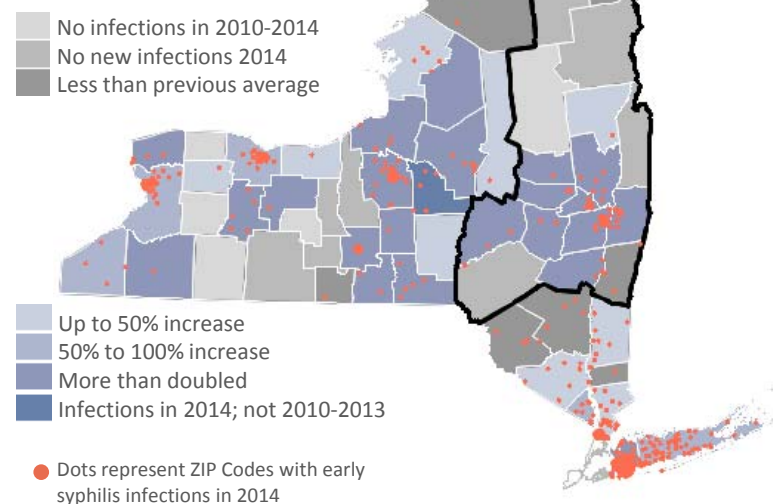 No infections in 2010-2014
No new infections 2014
Less than previous average
Up to 50% increase
50% to 100% increase
More than doubled
Infections in 2014; not 2010-2013
Dots represent ZIP Codes with early
syphilis infections in 2014